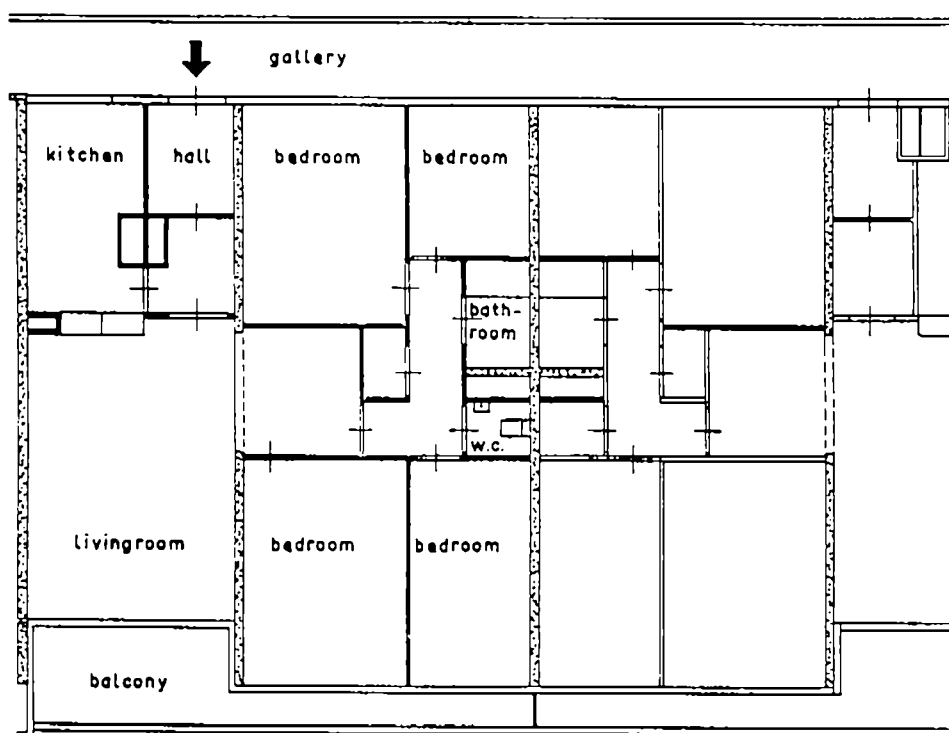 gallery
kitchen
hall
bedroom
bedroom
bath-
room
w.c.
livingroom
bedroom
bedroom
balcony